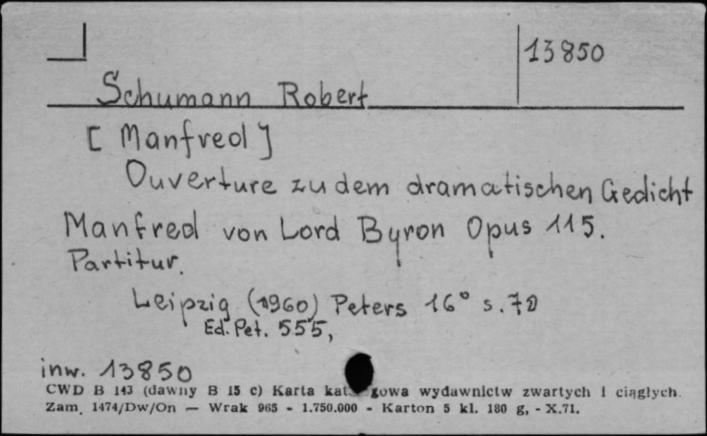 13850
Schumann Robert
[Manfred]
Ouverture zu dem dramatischen Gedicht
Manfred von Lord Byron Opus 115.
Partitur.
Leipzig (1960) Peters 16° s. 70
Ed. Pet. 555,
inw. 13850
CWD B 143 (dawny B 15 c) Karta kat gowa wydawnictw zwartych i ciągłych.
Zam. 1474/Dw/On — Wrak 965 - 1.750.000 - Karton 5 kl. 180 g, - X.71.